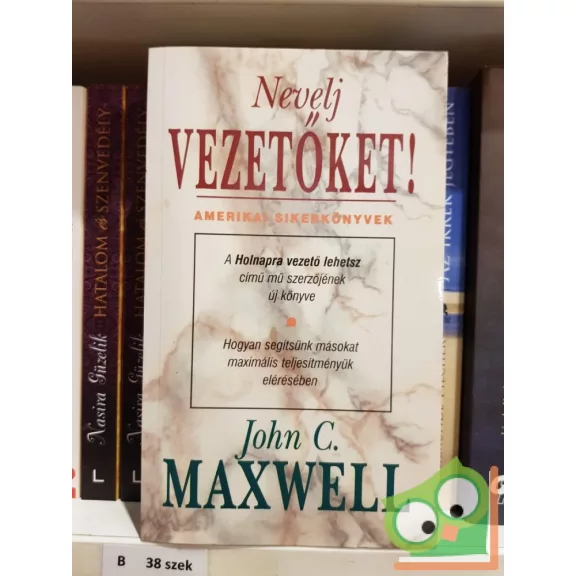 Nevelj
VEZETŐKET!
AMERIKAI SIKERKÖNYVEK
A Holnapra vezető lehetsz
című mű szerzőjének
új könyve
Hogyan segítsünk másokat
maximális teljesítményük
elérésében
John C.
MAXWELL
Nasira Güzelik HATALOM és SZENVEDÉLY
Nasira Güzelik HATALOM és SZENVEDÉLY
B 38 szek